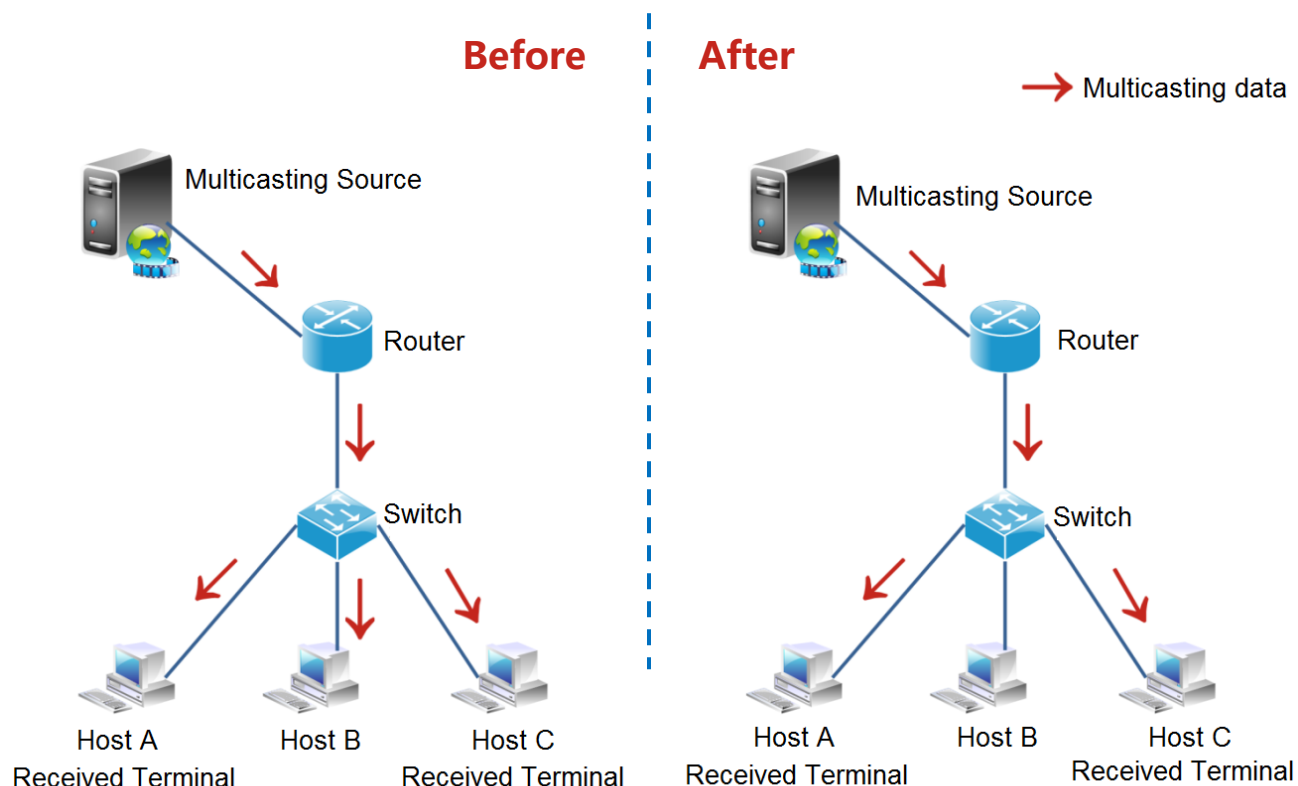 Before
After
Multicasting data
Multicasting Source
Router
Switch
Host A
Received Terminal
Host B
Host C
Received Terminal
Multicasting Source
Router
Switch
Host A
Received Terminal
Host B
Host C
Received Terminal